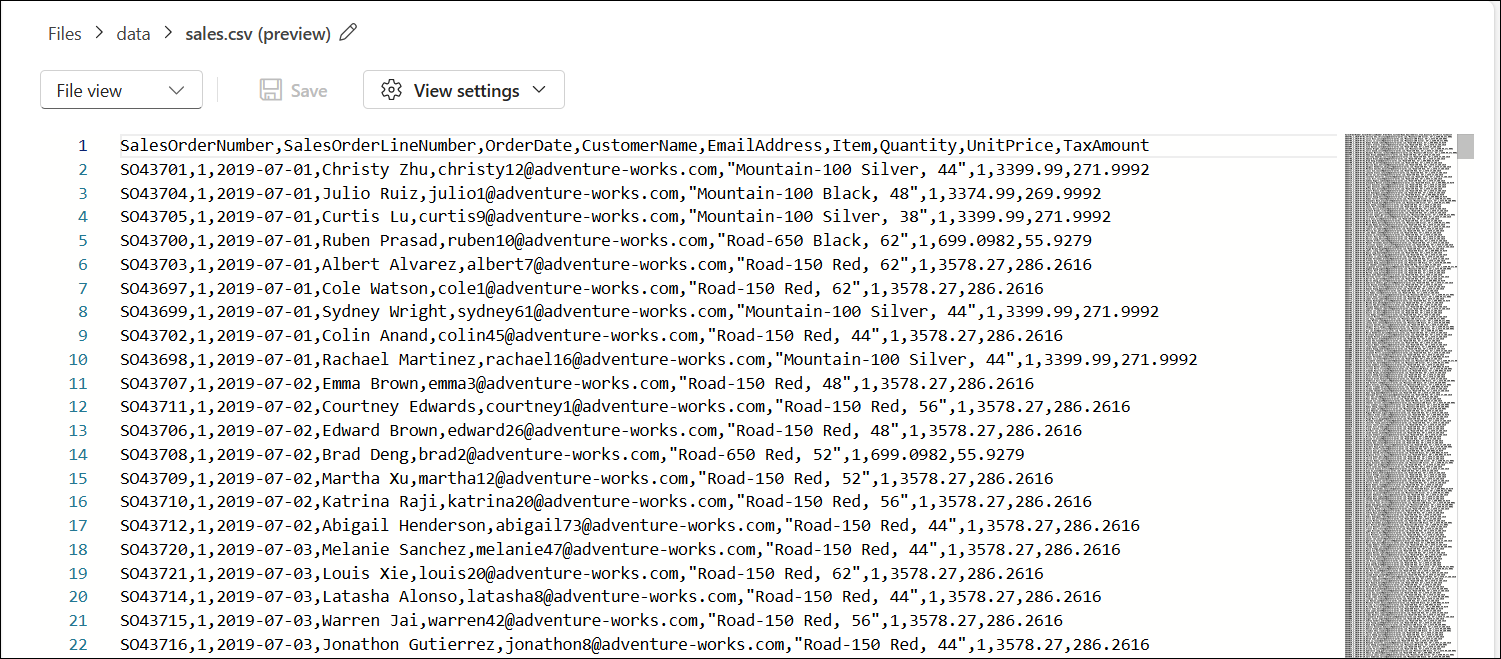 Files > data > sales.csv (preview)
File view Save View settings
1 SalesOrderNumber,SalesOrderLineNumber,OrderDate,CustomerName,EmailAddress,Item,Quantity,UnitPrice,TaxAmount
2 SO43701,1,2019-07-01,Christy Zhu,christy12@adventure-works.com,"Mountain-100 Silver, 44",1,3399.99,271.9992
3 SO43704,1,2019-07-01,Julio Ruiz,julio1@adventure-works.com,"Mountain-100 Black, 48",1,3374.99,269.9992
4 SO43705,1,2019-07-01,Curtis Lu,curtis9@adventure-works.com,"Mountain-100 Silver, 38",1,3399.99,271.9992
5 SO43700,1,2019-07-01,Ruben Prasad,ruben10@adventure-works.com,"Road-650 Black, 62",1,699.0982,55.9279
6 SO43703,1,2019-07-01,Albert Alvarez,albert7@adventure-works.com,"Road-150 Red, 62",1,3578.27,286.2616
7 SO43697,1,2019-07-01,Cole Watson,cole1@adventure-works.com,"Road-150 Red, 62",1,3578.27,286.2616
8 SO43699,1,2019-07-01,Sydney Wright,sydney61@adventure-works.com,"Mountain-100 Silver, 44",1,3399.99,271.9992
9 SO43702,1,2019-07-01,Colin Anand,colin45@adventure-works.com,"Road-150 Red, 44",1,3578.27,286.2616
10 SO43698,1,2019-07-01,Rachael Martinez,rachael16@adventure-works.com,"Mountain-100 Silver, 44",1,3399.99,271.9992
11 SO43707,1,2019-07-02,Emma Brown,emma3@adventure-works.com,"Road-150 Red, 48",1,3578.27,286.2616
12 SO43711,1,2019-07-02,Courtney Edwards,courtney1@adventure-works.com,"Road-150 Red, 56",1,3578.27,286.2616
13 SO43706,1,2019-07-02,Edward Brown,edward26@adventure-works.com,"Road-150 Red, 48",1,3578.27,286.2616
14 SO43708,1,2019-07-02,Brad Deng,brad2@adventure-works.com,"Road-650 Red, 52",1,699.0982,55.9279
15 SO43709,1,2019-07-02,Martha Xu,martha12@adventure-works.com,"Road-150 Red, 52",1,3578.27,286.2616
16 SO43710,1,2019-07-02,Katrina Raji,katrina20@adventure-works.com,"Road-150 Red, 56",1,3578.27,286.2616
17 SO43712,1,2019-07-02,Abigail Henderson,abigail73@adventure-works.com,"Road-150 Red, 44",1,3578.27,286.2616
18 SO43720,1,2019-07-03,Melanie Sanchez,melanie47@adventure-works.com,"Road-150 Red, 44",1,3578.27,286.2616
19 SO43721,1,2019-07-03,Louis Xie,louis20@adventure-works.com,"Road-150 Red, 62",1,3578.27,286.2616
20 SO43714,1,2019-07-03,Latasha Alonso,latasha8@adventure-works.com,"Road-150 Red, 44",1,3578.27,286.2616
21 SO43715,1,2019-07-03,Warren Jai,warren42@adventure-works.com,"Road-150 Red, 56",1,3578.27,286.2616
22 SO43716,1,2019-07-03,Jonathon Gutierrez,jonathon8@adventure-works.com,"Road-150 Red, 44",1,3578.27,286.2616